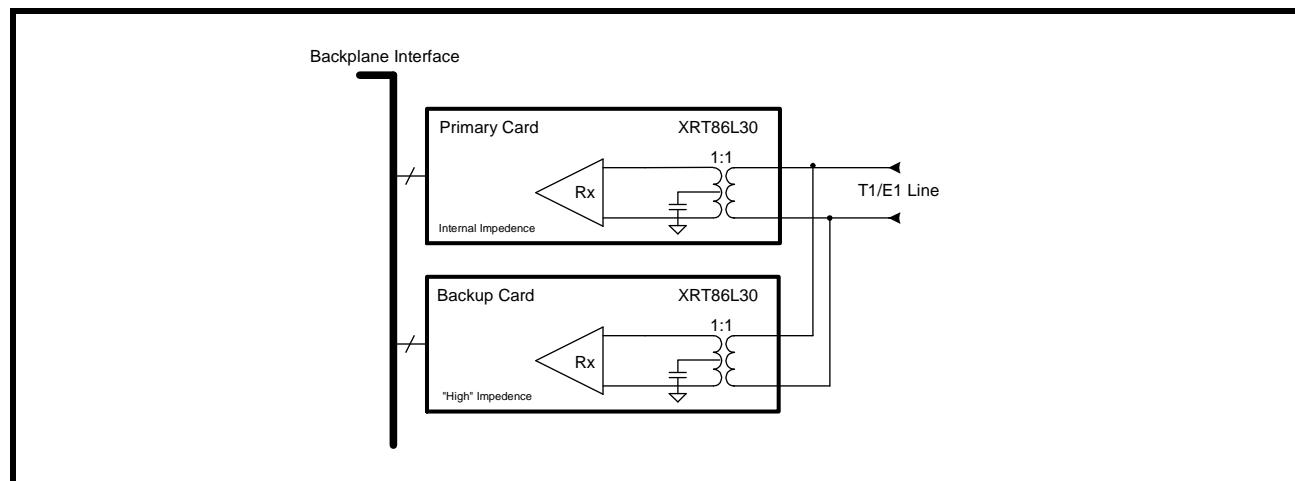 Backplane Interface
Primary Card XRT86L30
1:1
Rx
T1/E1 Line
Internal Impedence
Backup Card XRT86L30
1:1
Rx
"High" Impedence